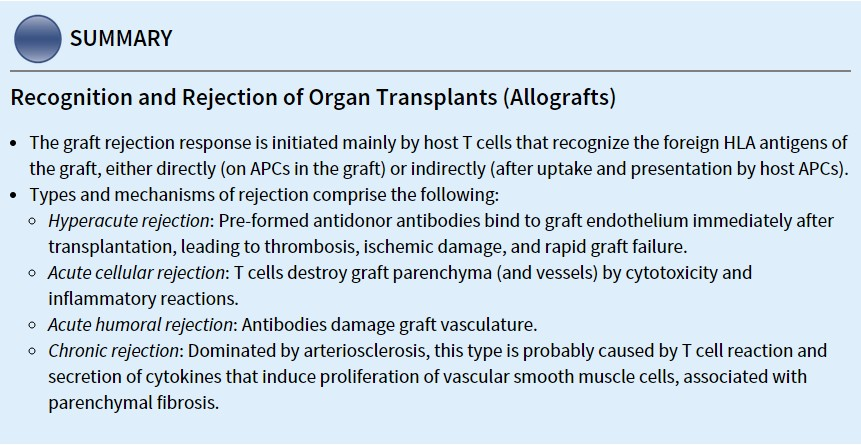 SUMMARY
Recognition and Rejection of Organ Transplants (Allografts)
• The graft rejection response is initiated mainly by host T cells that recognize the foreign HLA antigens of
the graft, either directly (on APCs in the graft) or indirectly (after uptake and presentation by host APCs).
• Types and mechanisms of rejection comprise the following:
○ Hyperacute rejection: Pre-formed antidonor antibodies bind to graft endothelium immediately after
transplantation, leading to thrombosis, ischemic damage, and rapid graft failure.
○ Acute cellular rejection: T cells destroy graft parenchyma (and vessels) by cytotoxicity and
inflammatory reactions.
○ Acute humoral rejection: Antibodies damage graft vasculature.
○ Chronic rejection: Dominated by arteriosclerosis, this type is probably caused by T cell reaction and
secretion of cytokines that induce proliferation of vascular smooth muscle cells, associated with
parenchymal fibrosis.